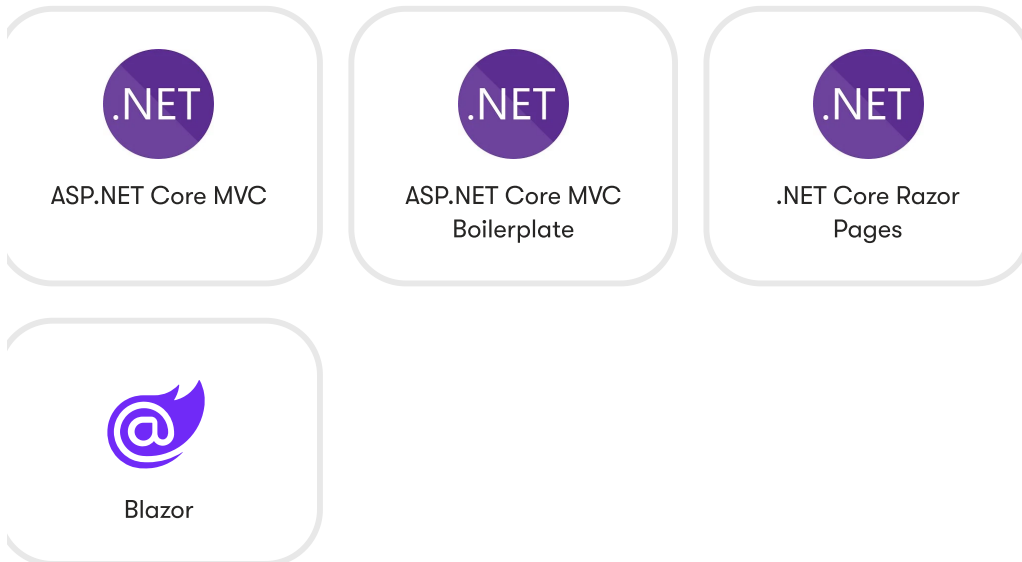 .NET
ASP.NET Core MVC
.NET
ASP.NET Core MVC
Boilerplate
.NET
.NET Core Razor
Pages
@
Blazor